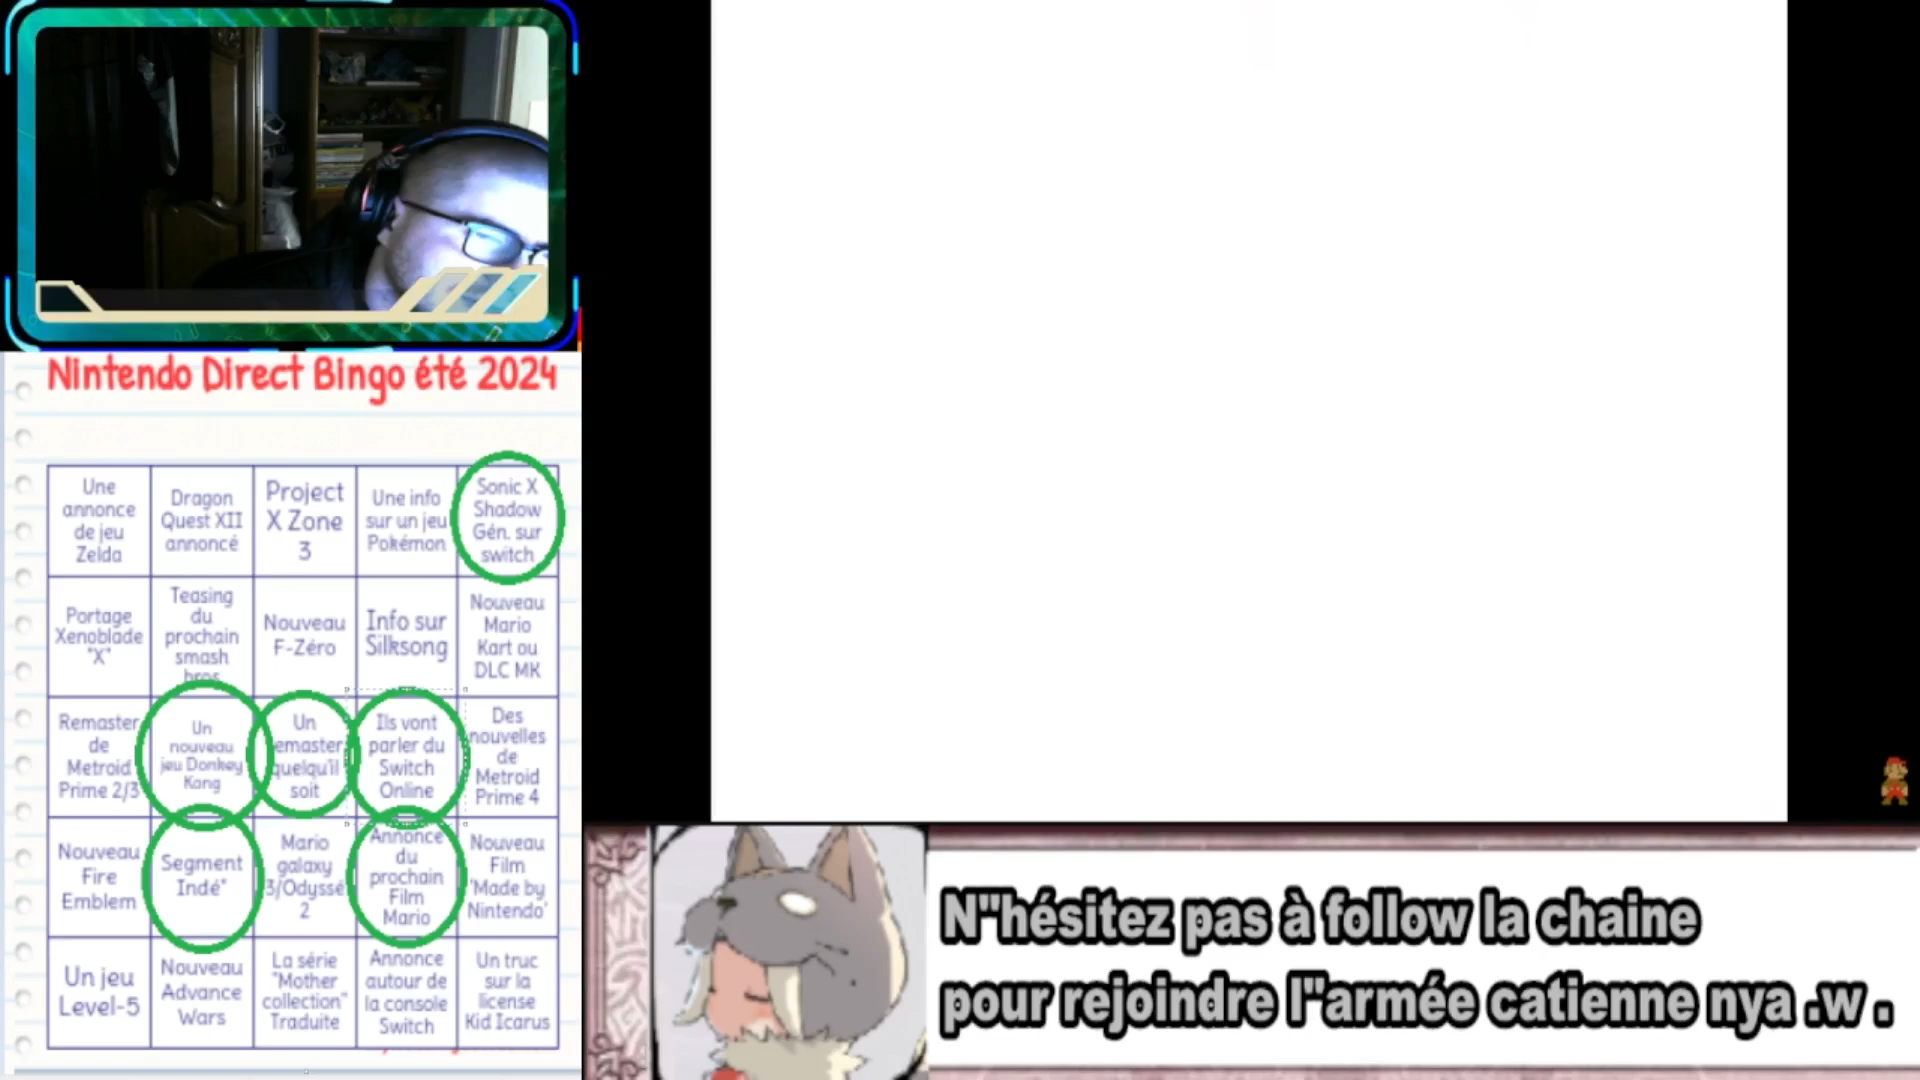 Nintendo Direct Bingo été 2024
Une
annonce
de jeu
Zelda
Dragon
Quest XII
annoncé
Project
X Zone
3
Une info
sur un jeu
Pokémon
Sonic X
Shadow
Gén. sur
switch
Portage
Xenoblade
"X"
Teasing
du
prochain
smash
bros
Nouveau
F-Zéro
Info sur
Silksong
Nouveau
Mario
Kart ou
DLC MK
Remaster
de
Metroid
Prime 2/3
Un
nouveau
jeu Donkey
Kong
Un
emaster
quelqu'il
soit
Ils vont
parler du
Switch
Online
Des
nouvelles
de
Metroid
Prime 4
Nouveau
Fire
Emblem
Segment
Indé"
Mario
galaxy
3/Odyssé
2
Annonce
du
prochain
Film
Mario
Nouveau
Film
'Made by
Nintendo'
Un jeu
Level-5
Nouveau
Advance
Wars
La série
"Mother
collection"
Traduite
Annonce
autour de
la console
Switch
Un truc
sur la
license
Kid Icarus
N"hésitez pas à follow la chaine
pour rejoindre l"armée catienne nya .w .